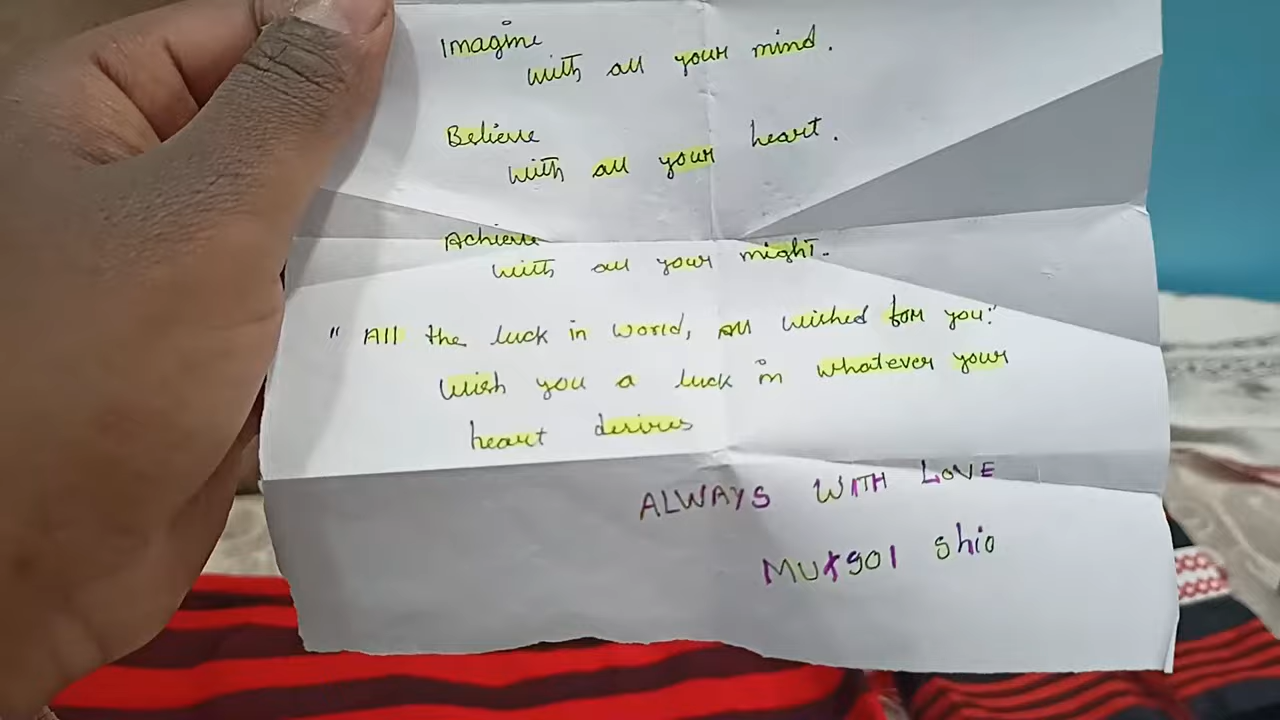 Imagine
with all your mind.
Believe
with all your heart.
Achieve
with all your might.
" All the luck in world, all wished for you."
wish you a luck in whatever your
heart desires
ALWAYS WITH LOVE
Shio